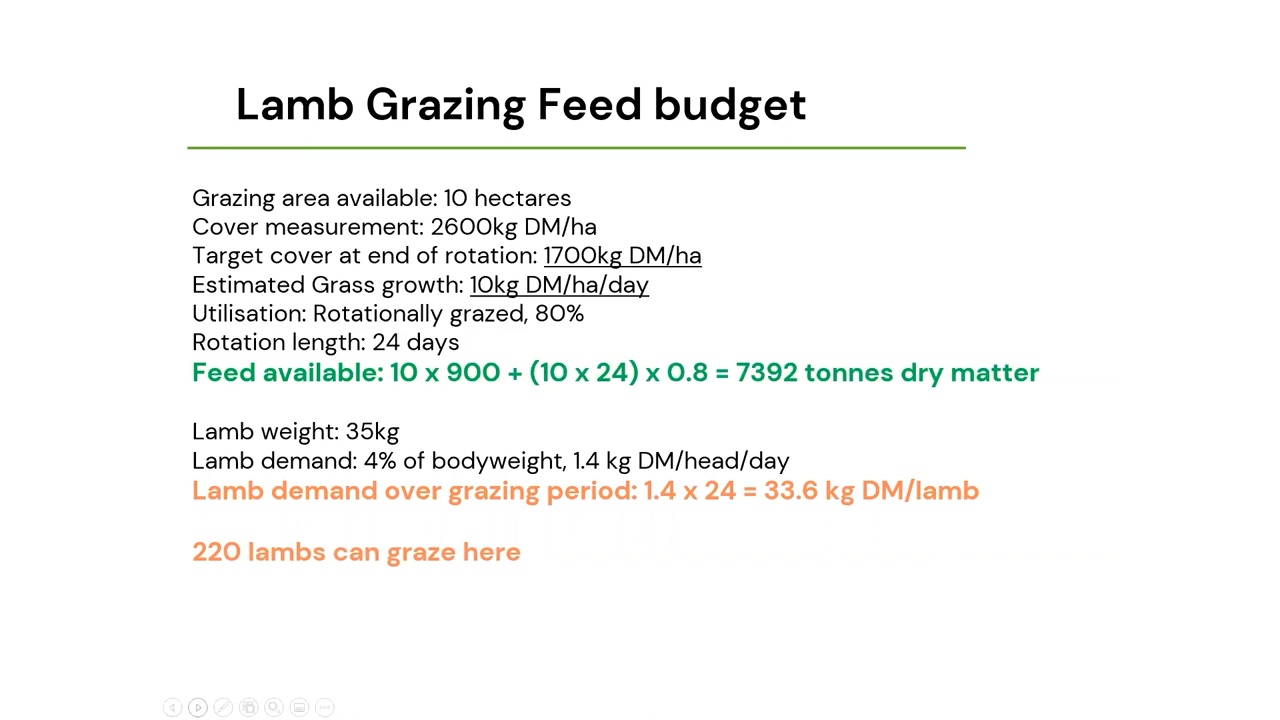 Lamb Grazing Feed budget
Grazing area available: 10 hectares
Cover measurement: 2600kg DM/ha
Target cover at end of rotation: 1700kg DM/ha
Estimated Grass growth: 10kg DM/ha/day
Utilisation: Rotationally grazed, 80%
Rotation length: 24 days
Feed available: 10 x 900 + (10 x 24) x 0.8 = 7392 tonnes dry matter
Lamb weight: 35kg
Lamb demand: 4% of bodyweight, 1.4 kg DM/head/day
Lamb demand over grazing period: 1.4 x 24 = 33.6 kg DM/lamb
220 lambs can graze here